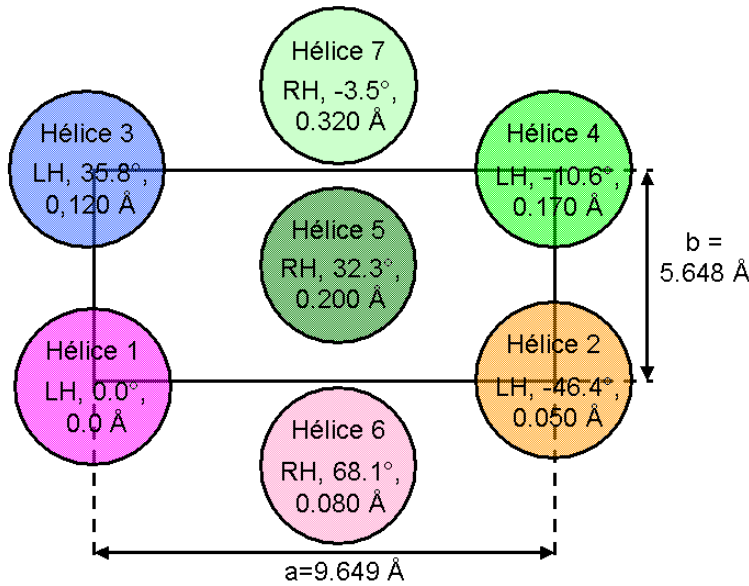 Hélice 7
RH, -3.5°,
0.320 Å
Hélice 3
LH, 35.8°,
0,120 Å
Hélice 4
LH, -10.6°,
0.170 Å
Hélice 5
RH, 32.3°,
0.200 Å
b =
5.648 Å
Hélice 1
LH, 0.0°,
0.0 Å
Hélice 2
LH, -46.4°,
0.050 Å
Hélice 6
RH, 68.1°,
0.080 Å
a=9.649 Å